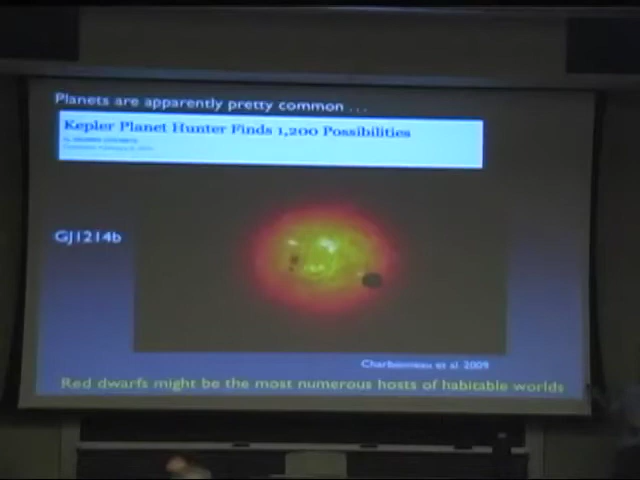 Planets are apparently pretty common . . .
Kepler Planet Hunter Finds 1,200 Possibilities
GJ1214b
Charbonneau et al 2009
Red dwarfs might be the most numerous hosts of habitable worlds